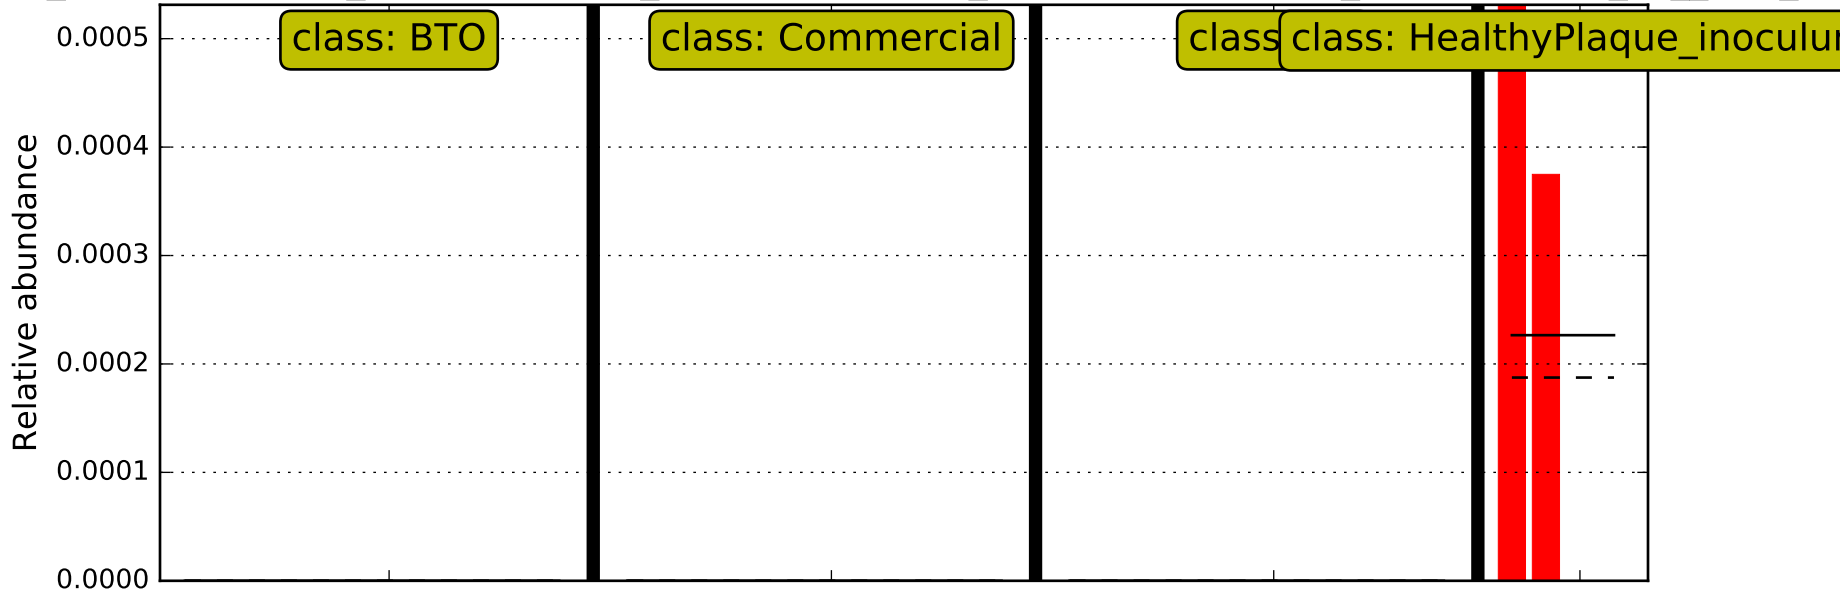 class: BTO
class: Commercial
class
class: HealthyPlaque_inoculu
0.0005
0.0004
0.0003
0.0002
0.0001
0.0000
Relative abundance